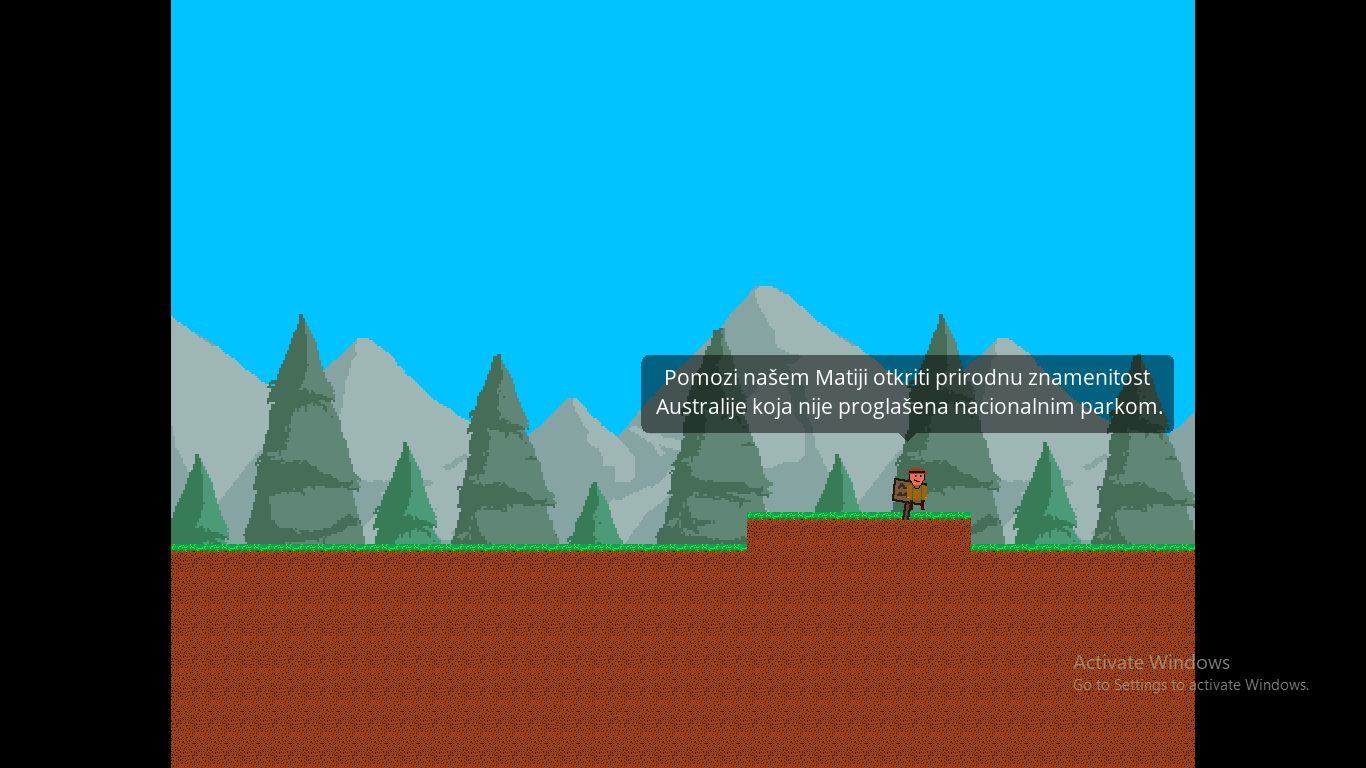 Pomozi našem Matiji otkriti prirodnu znamenitost
Australije koja nije proglašena nacionalnim parkom.
Activate Windows
Go to Settings to activate Windows.